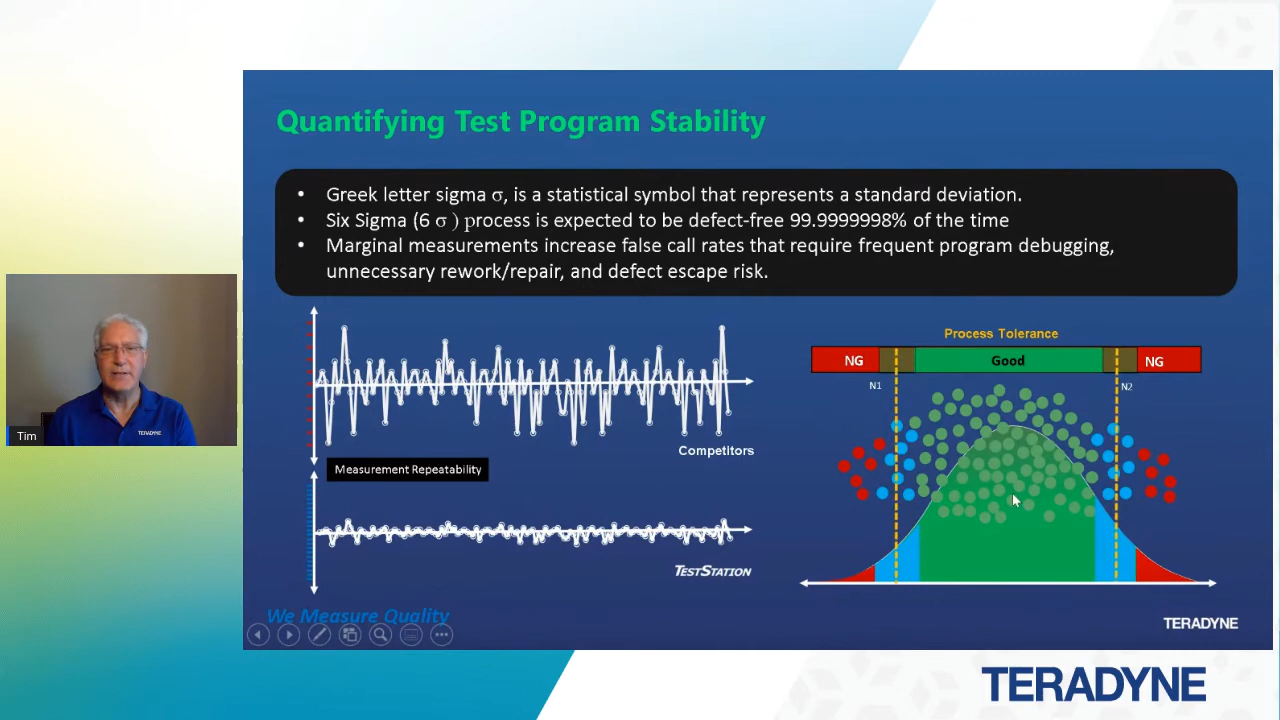 Quantifying Test Program Stability
• Greek letter sigma σ, is a statistical symbol that represents a standard deviation.
• Six Sigma (6 σ ) process is expected to be defect-free 99.9999998% of the time
• Marginal measurements increase false call rates that require frequent program debugging,
unnecessary rework/repair, and defect escape risk.
Competitors
Measurement Repeatability
TESTSTATION
Process Tolerance
NG
Good
NG
N1
N2
We Measure Quality
TERADYNE
Tim
TERADYNE
TERADYNE